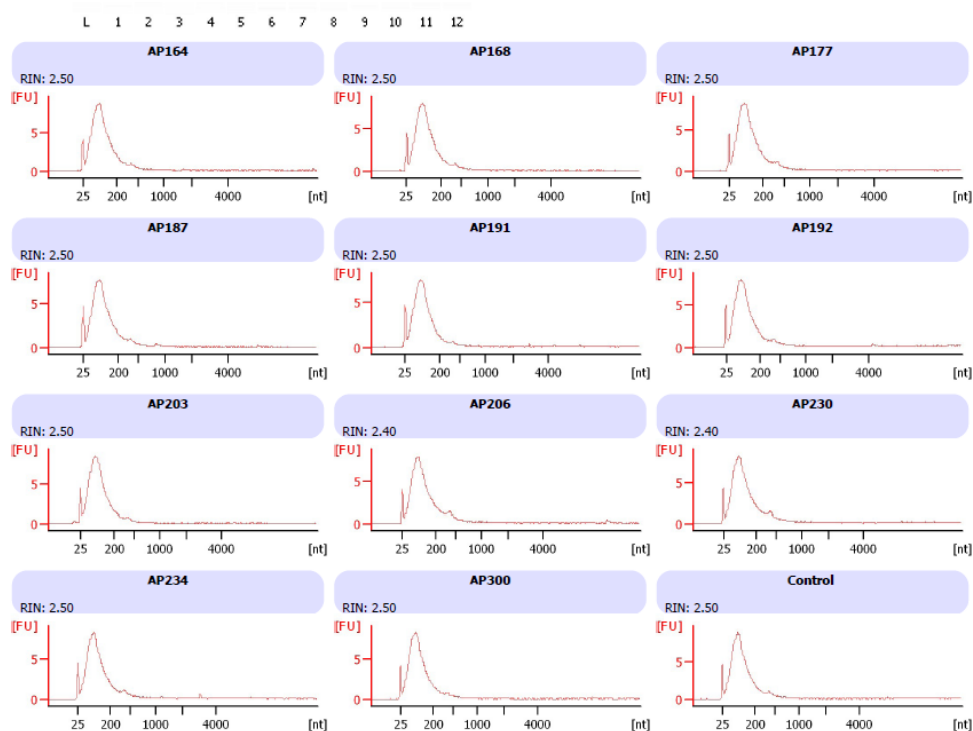 L 1 2 3 4 5 6 7 8 9 10 11 12
AP164 AP168 AP177
RIN: 2.50 RIN: 2.50 RIN: 2.50
[FU] [FU] [FU]
5 5 5
0 0 0
25 200 1000 4000 [nt] 25 200 1000 4000 [nt] 25 200 1000 4000 [nt]
AP187 AP191 AP192
RIN: 2.50 RIN: 2.50 RIN: 2.50
[FU] [FU] [FU]
5 5 5
0 0 0
25 200 1000 4000 [nt] 25 200 1000 4000 [nt] 25 200 1000 4000 [nt]
AP203 AP206 AP230
RIN: 2.50 RIN: 2.40 RIN: 2.40
[FU] [FU] [FU]
5 5 5
0 0 0
25 200 1000 4000 [nt] 25 200 1000 4000 [nt] 25 200 1000 4000 [nt]
AP234 AP300 Control
RIN: 2.50 RIN: 2.50 RIN: 2.50
[FU] [FU] [FU]
5 5 5
0 0 0
25 200 1000 4000 [nt] 25 200 1000 4000 [nt] 25 200 1000 4000 [nt]